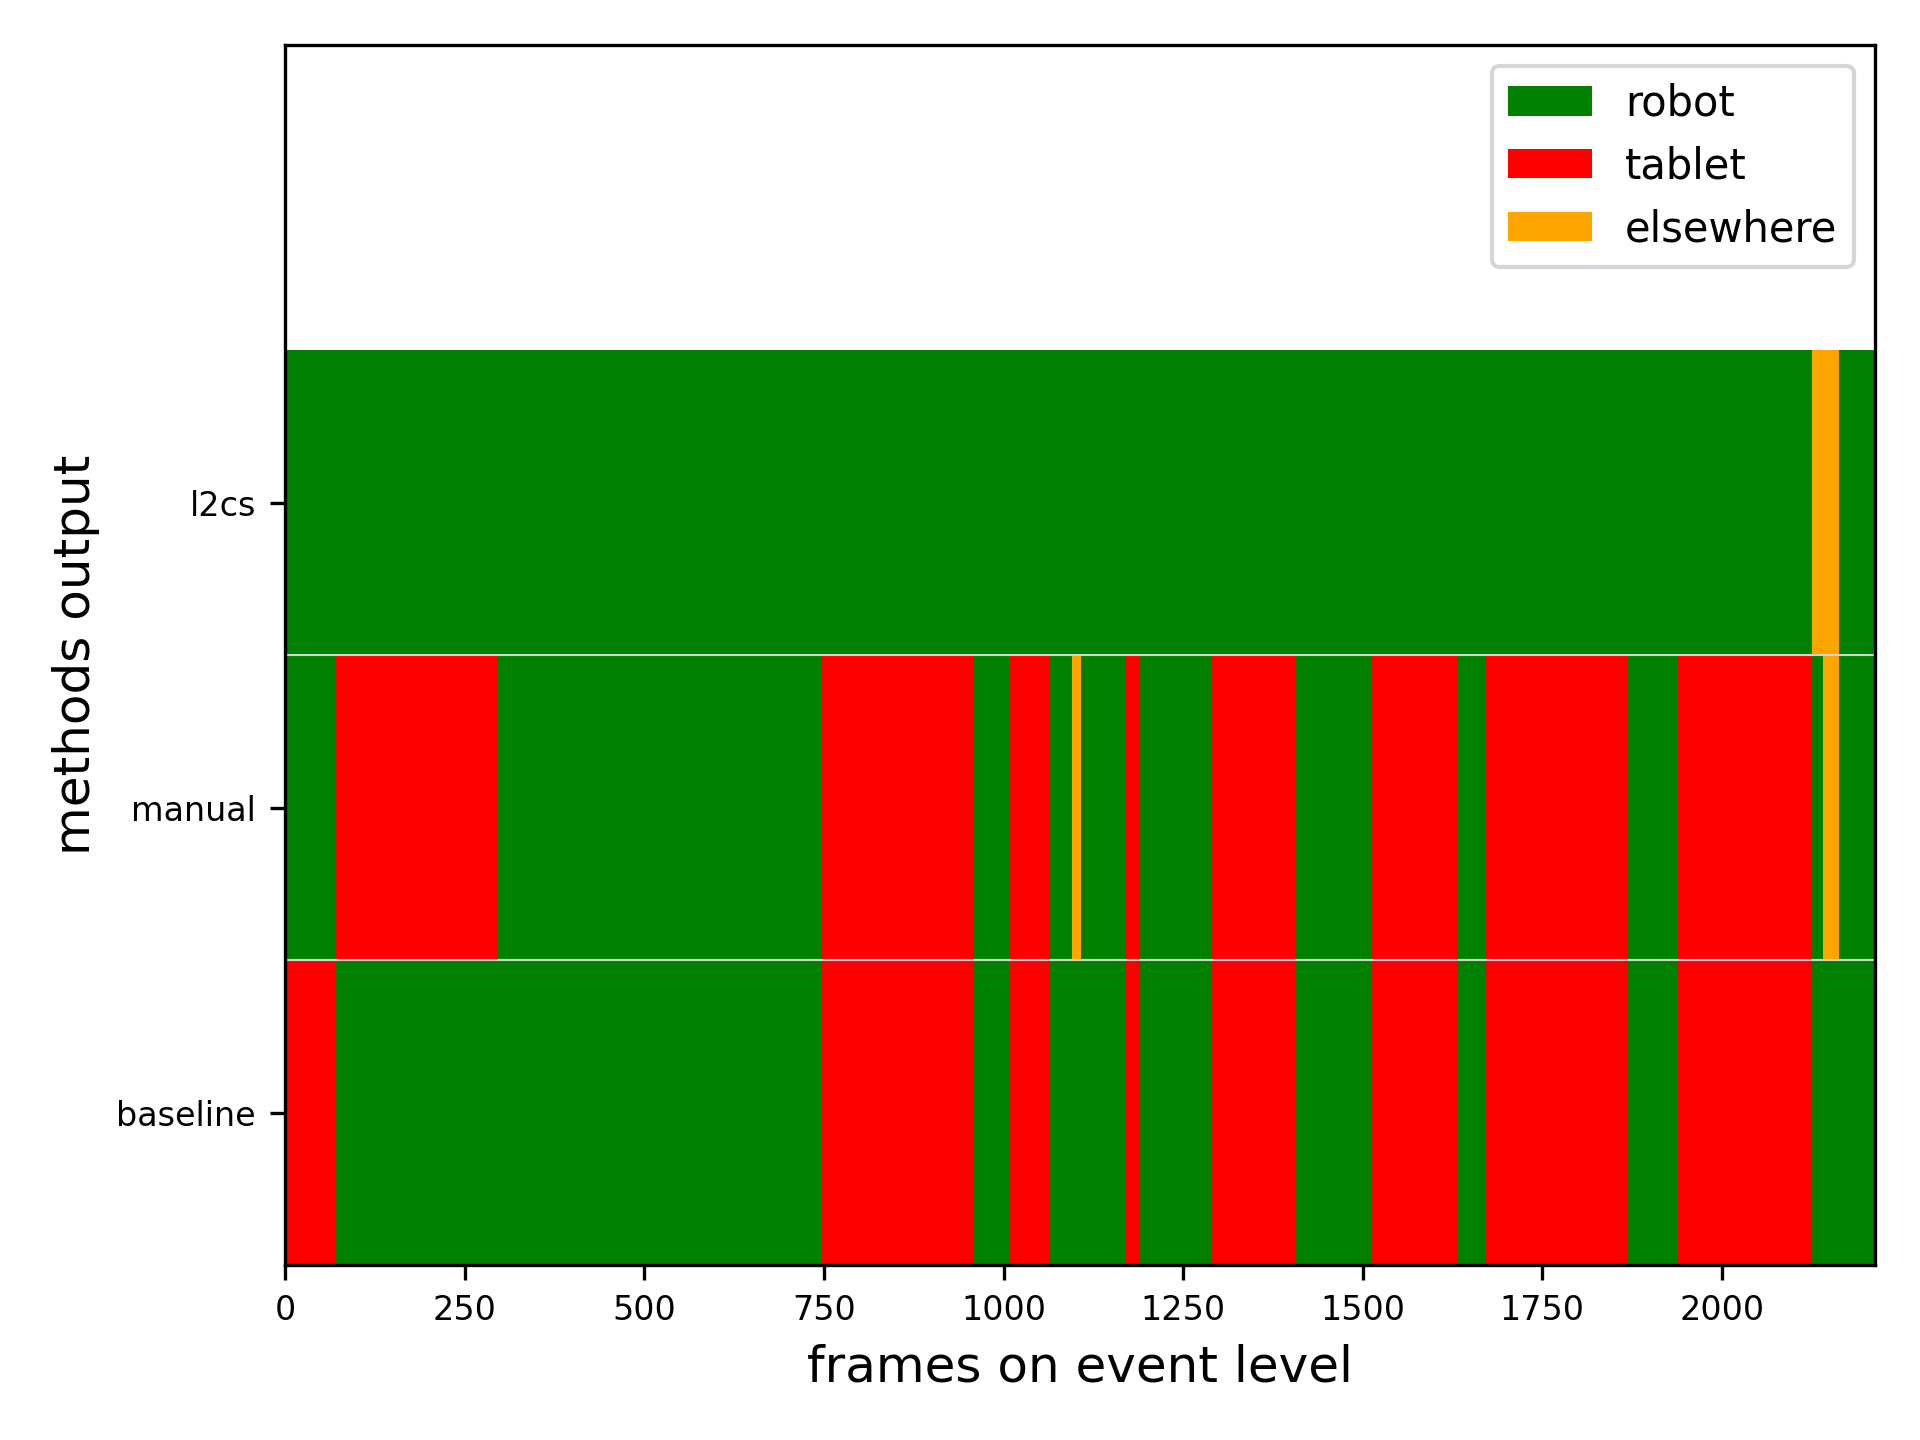 robot
tablet
elsewhere
methods output
l2cs
manual
baseline
0 250 500 750 1000 1250 1500 1750 2000
frames on event level